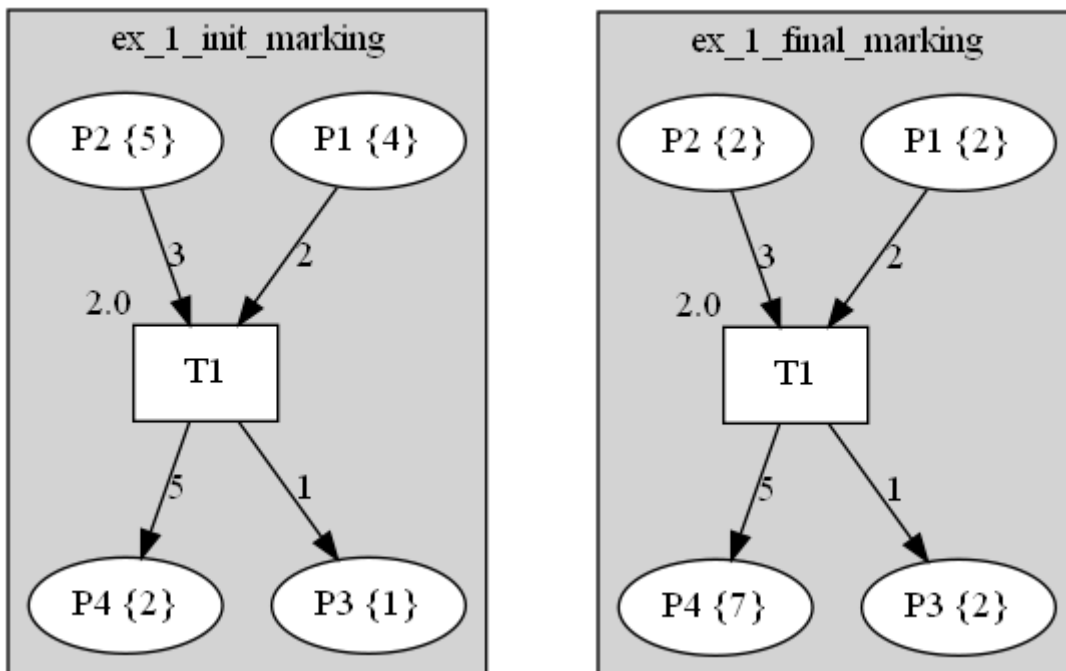 ex_1_init_marking
P2 {5}
P1 {4}
3
2
2.0
T1
5
1
P4 {2}
P3 {1}
ex_1_final_marking
P2 {2}
P1 {2}
3
2
2.0
T1
5
1
P4 {7}
P3 {2}